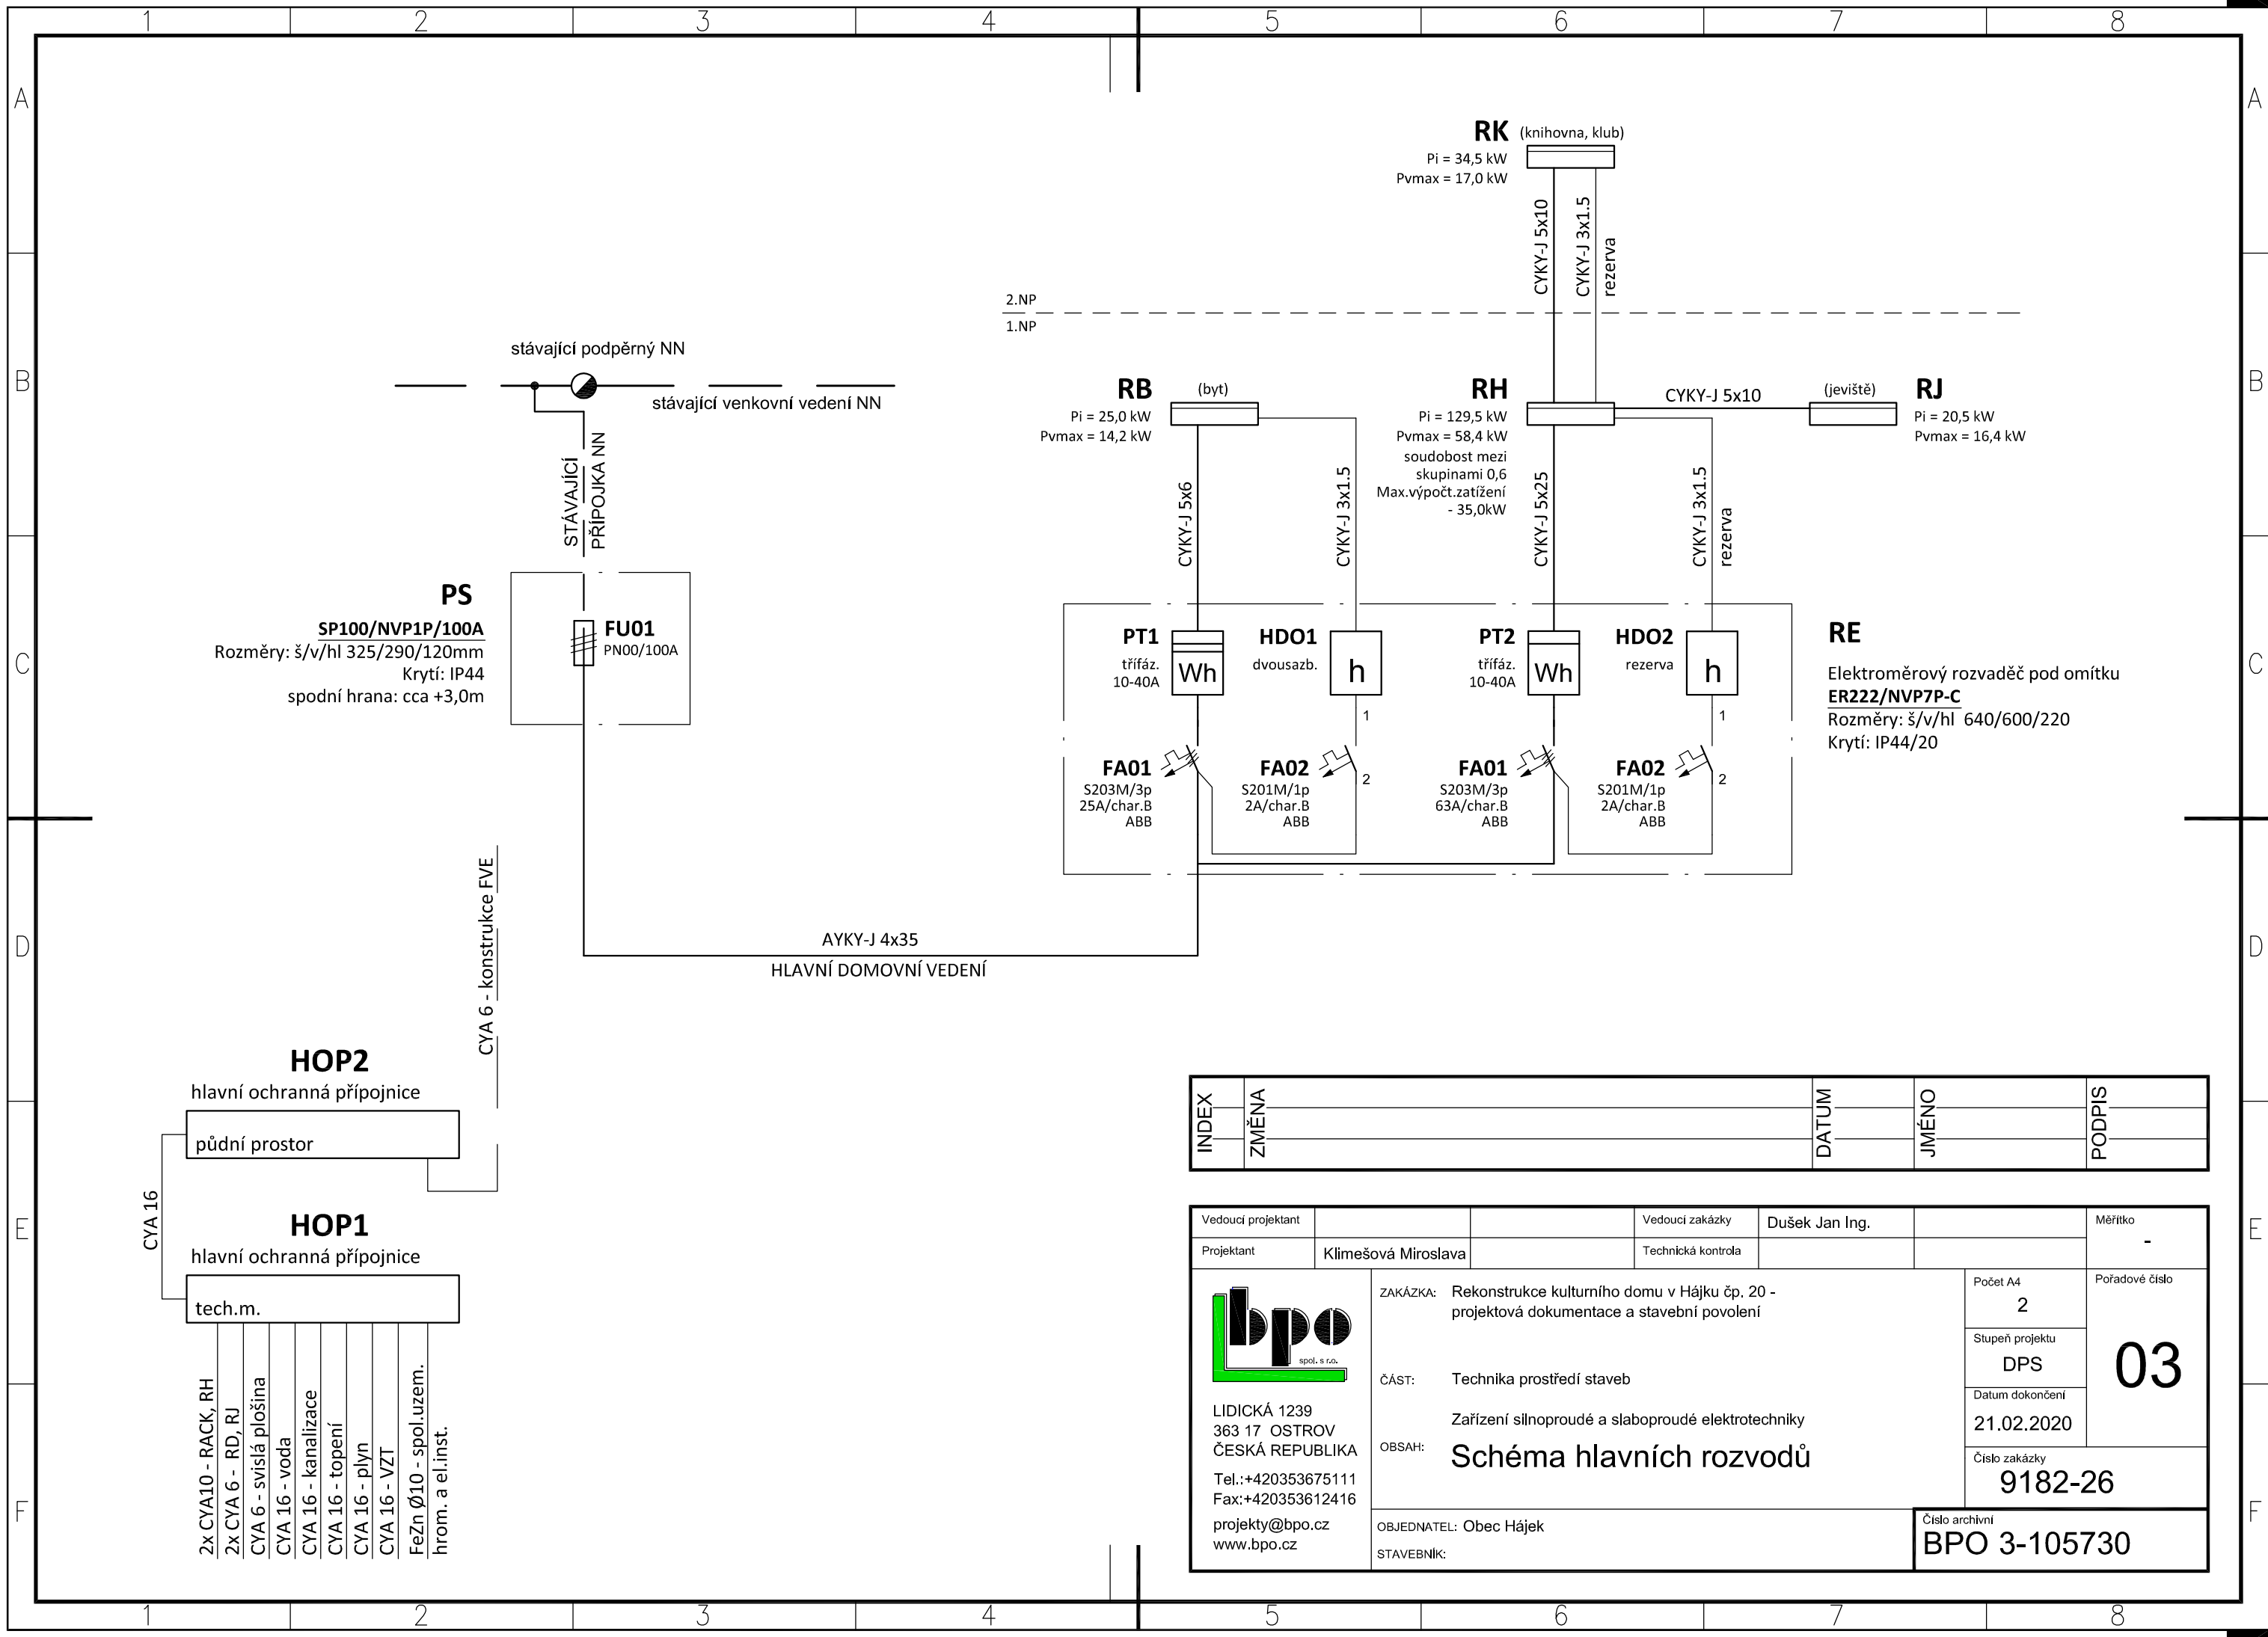 1 2 3 4 5 6 7 8
A A
RK (knihovna, klub)
Pi = 34,5 kW
Pvmax = 17,0 kW
CYKY-J 5x10
CYKY-J 3x1.5
rezerva
2.NP
1.NP
stávající podpěrný NN
stávající venkovní vedení NN
B B
STÁVAJÍCÍ
PŘÍPOJKA NN
RB (byt)
Pi = 25,0 kW
Pvmax = 14,2 kW
CYKY-J 5x6
CYKY-J 3x1.5
RH
Pi = 129,5 kW
Pvmax = 58,4 kW
soudobost mezi
skupinami 0,6
Max.výpočt.zatížení
- 35,0kW
CYKY-J 5x25
CYKY-J 3x1.5
rezerva
CYKY-J 5x10
(jeviště) RJ
Pi = 20,5 kW
Pvmax = 16,4 kW
C C
PS
SP100/NVP1P/100A
Rozměry: š/v/hl 325/290/120mm
Krytí: IP44
spodní hrana: cca +3,0m
FU01
PN00/100A
PT1
třífáz.
10-40A
Wh
HDO1
dvousazb.
h
PT2
třífáz.
10-40A
Wh
HDO2
rezerva
h
1
1
FA01
S203M/3p
25A/char.B
ABB
FA02
S201M/1p
2A/char.B
ABB
2
FA01
S203M/3p
63A/char.B
ABB
FA02
S201M/1p
2A/char.B
ABB
2
RE
Elektroměrový rozvaděč pod omítku
ER222/NVP7P-C
Rozměry: š/v/hl 640/600/220
Krytí: IP44/20
D D
AYKY-J 4x35
HLAVNÍ DOMOVNÍ VEDENÍ
CYA 6 - konstrukce FVE
HOP2
hlavní ochranná přípojnice
půdní prostor
CYA 16
HOP1
hlavní ochranná přípojnice
tech.m.
2x CYA10 - RACK, RH
2x CYA 6 - RD, RJ
CYA 6 - svislá plošina
CYA 16 - voda
CYA 16 - kanalizace
CYA 16 - topení
CYA 16 - plyn
CYA 16 - VZT
FeZn Ø10 - spol.uzem.
hrom. a el.inst.
E E
INDEX ZMĚNA DATUM JMÉNO PODPIS
Vedoucí projektant Vedoucí zakázky Dušek Jan Ing. Měřítko
-
Projektant Klimešová Miroslava Technická kontrola
bpo
spol. s r.o.
LIDICKÁ 1239
363 17 OSTROV
ČESKÁ REPUBLIKA
Tel.:+420353675111
Fax:+420353612416
projekty@bpo.cz
www.bpo.cz
ZAKÁZKA: Rekonstrukce kulturního domu v Hájku čp. 20 -
projektová dokumentace a stavební povolení
ČÁST: Technika prostředí staveb
Zařízení silnoproudé a slaboproudé elektrotechniky
OBSAH: Schéma hlavních rozvodů
OBJEDNATEL: Obec Hájek
STAVEBNÍK:
Počet A4
2
Stupeň projektu
DPS
Datum dokončení
21.02.2020
Pořadové číslo
03
Číslo zakázky
9182-26
Číslo archivní
BPO 3-105730
F F
1 2 3 4 5 6 7 8